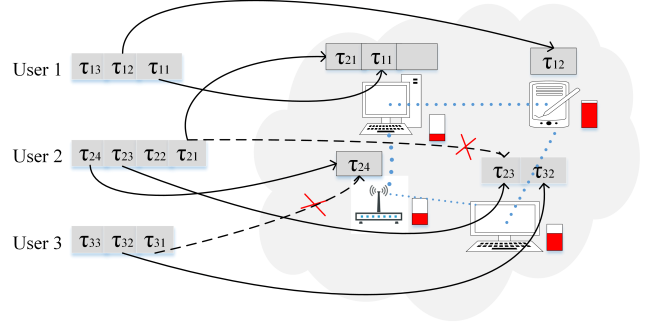 User 1 τ13 τ12 τ11
τ21 τ11
τ12
User 2 τ24 τ23 τ22 τ21
τ24
τ23 τ32
User 3 τ33 τ32 τ31